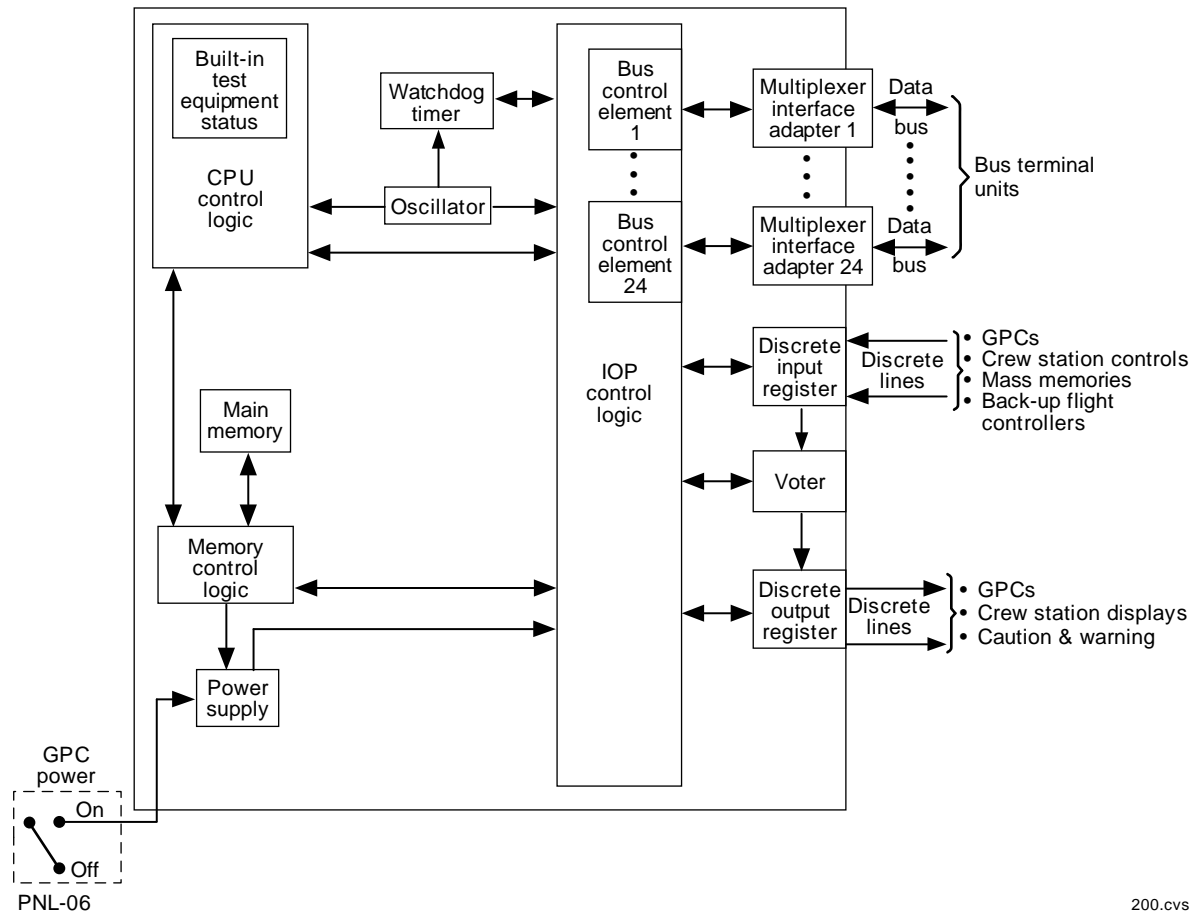 Built-in
test
equipment
status
CPU
control
logic
Watchdog
timer
Oscillator
Main
memory
Memory
control
logic
Power
supply
GPC
power
On
Off
PNL-06
Bus
control
element
1
Bus
control
element
24
IOP
control
logic
Multiplexer
interface
adapter 1
Multiplexer
interface
adapter 24
Data
bus
Data
bus
Bus terminal
units
Discrete
input
register
Discrete
lines
• GPCs
• Crew station controls
• Mass memories
• Back-up flight
controllers
Voter
Discrete
output
register
Discrete
lines
• GPCs
• Crew station displays
• Caution & warning
200.cvs